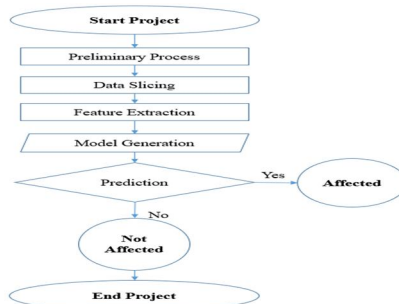 Start Project
Preliminary Process
Data Slicing
Feature Extraction
Model Generation
Prediction
Yes
Affected
No
Not
Affected
End Project